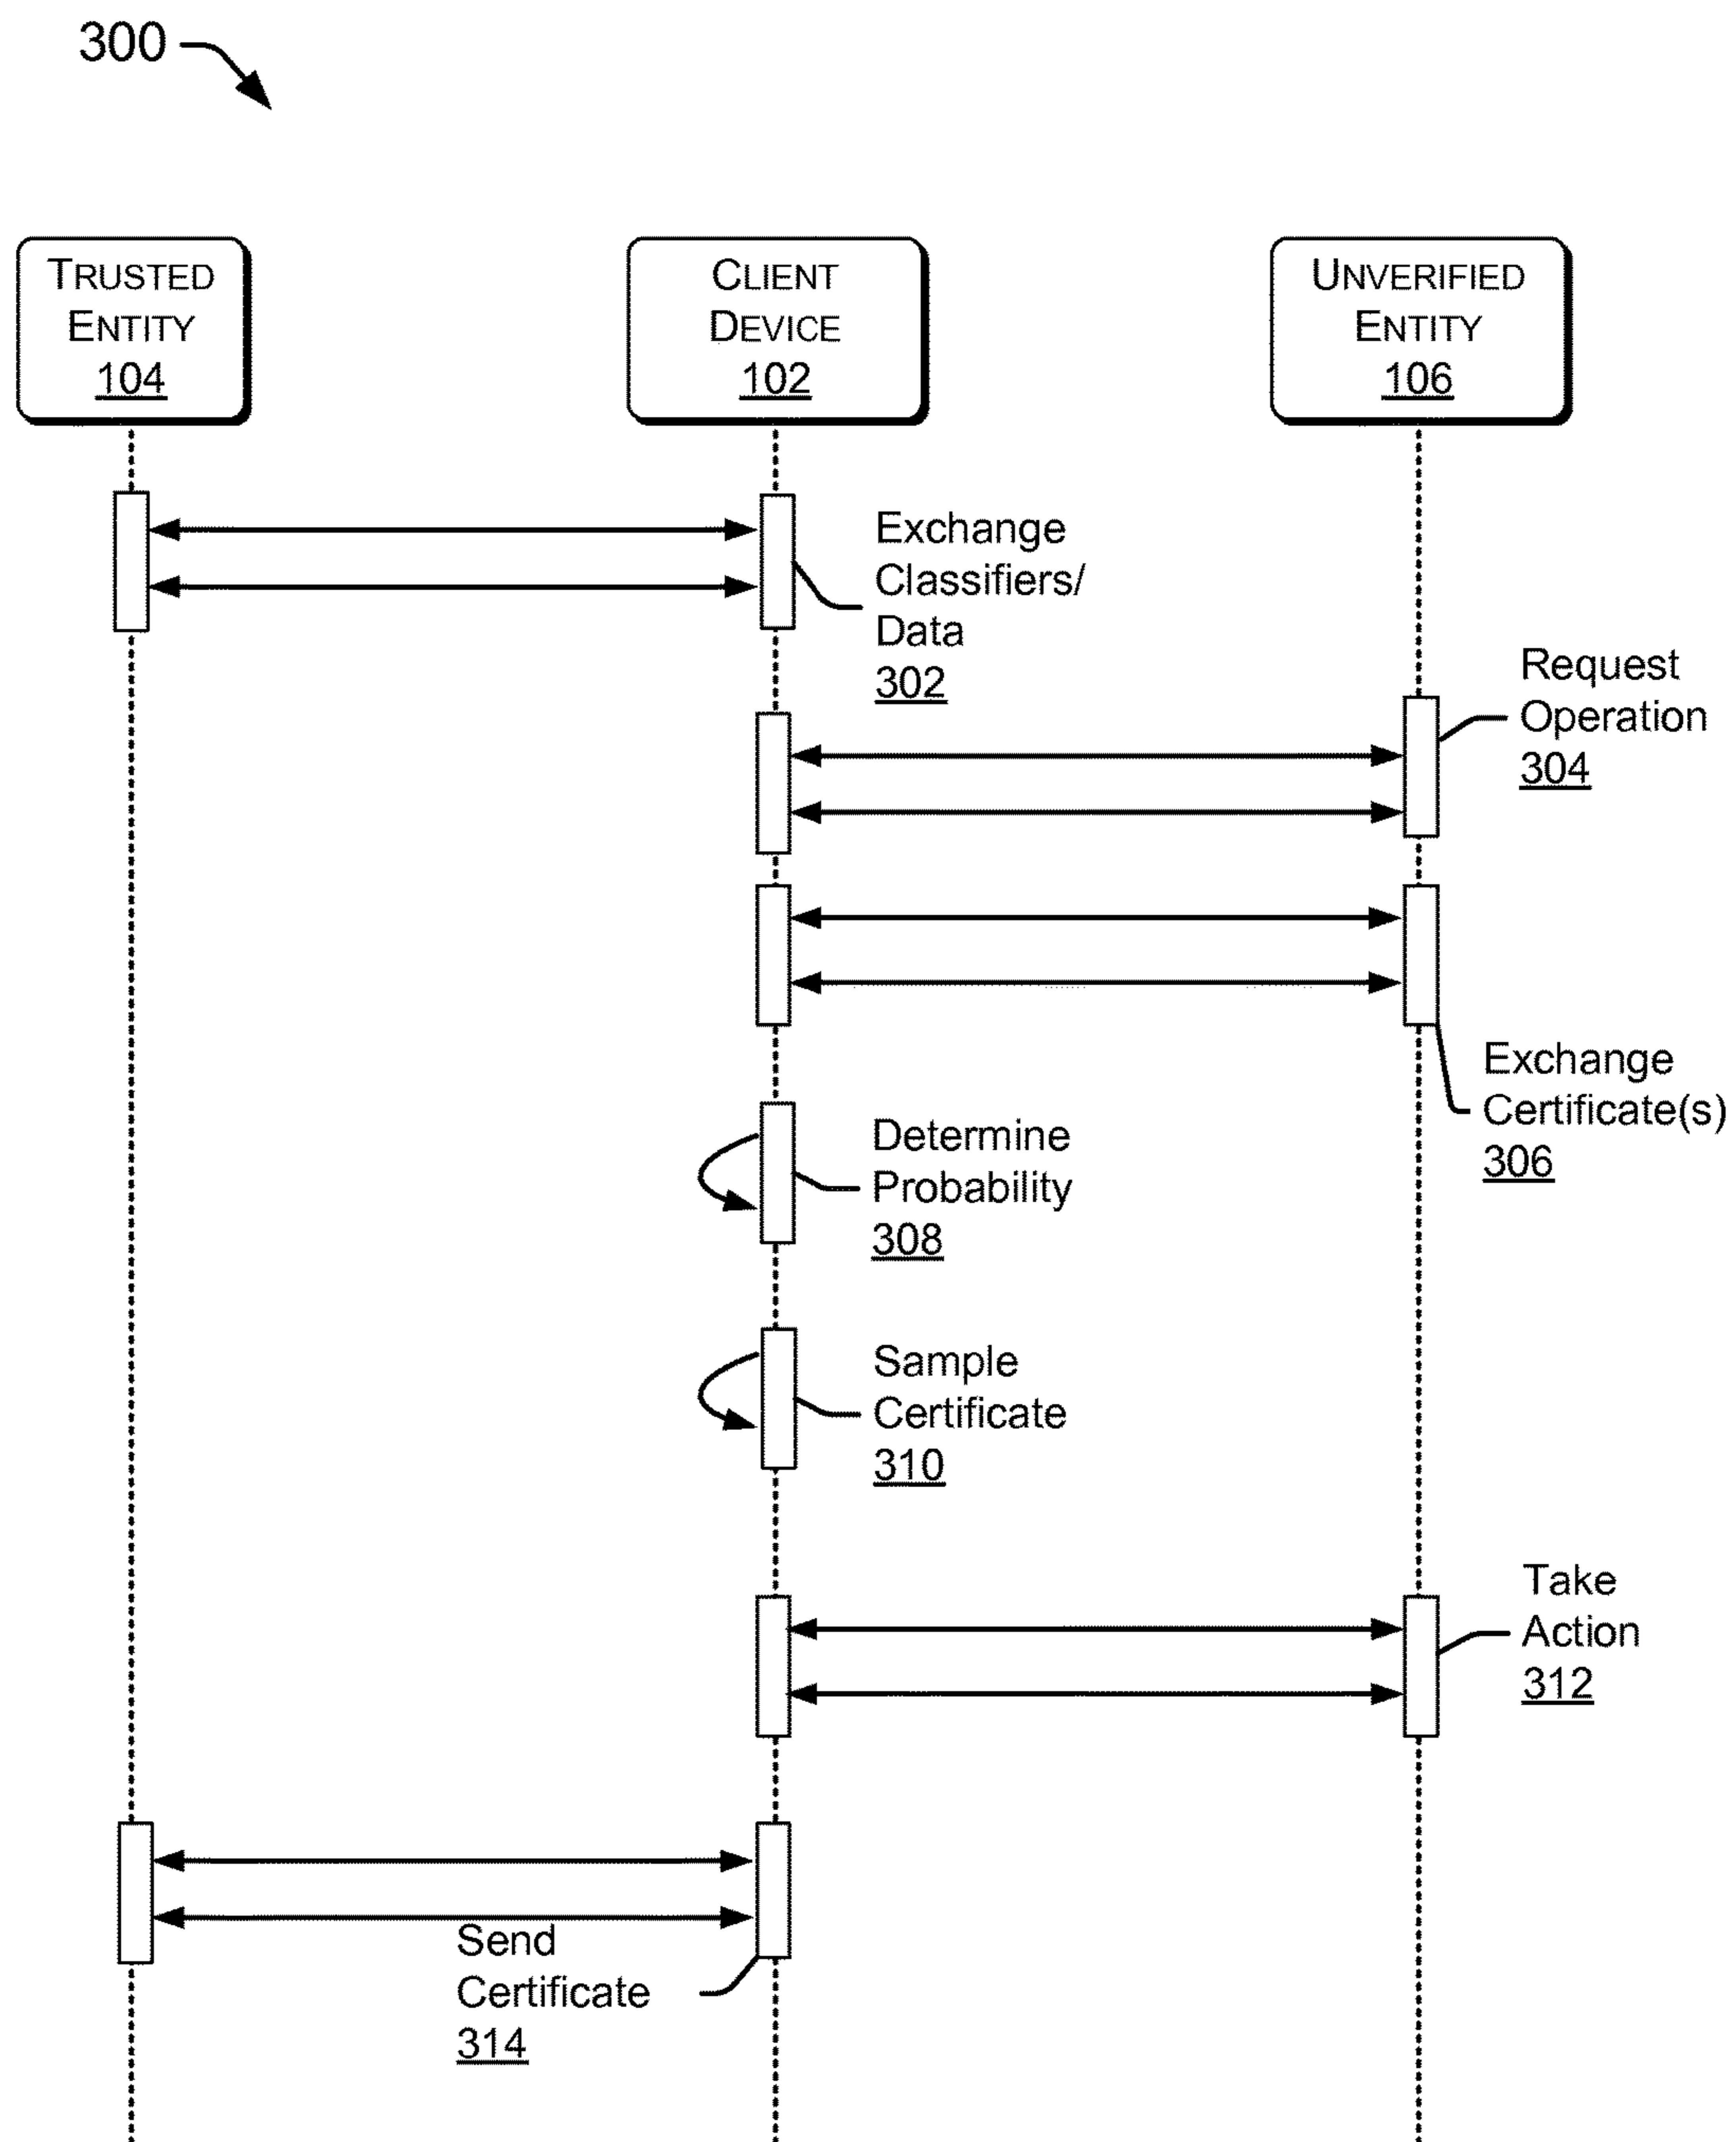 300
TRUSTED
ENTITY
104
CLIENT
DEVICE
102
UNVERIFIED
ENTITY
106
Exchange
Classifiers/
Data
302
Request
Operation
304
Exchange
Certificate(s)
306
Determine
Probability
308
Sample
Certificate
310
Take
Action
312
Send
Certificate
314